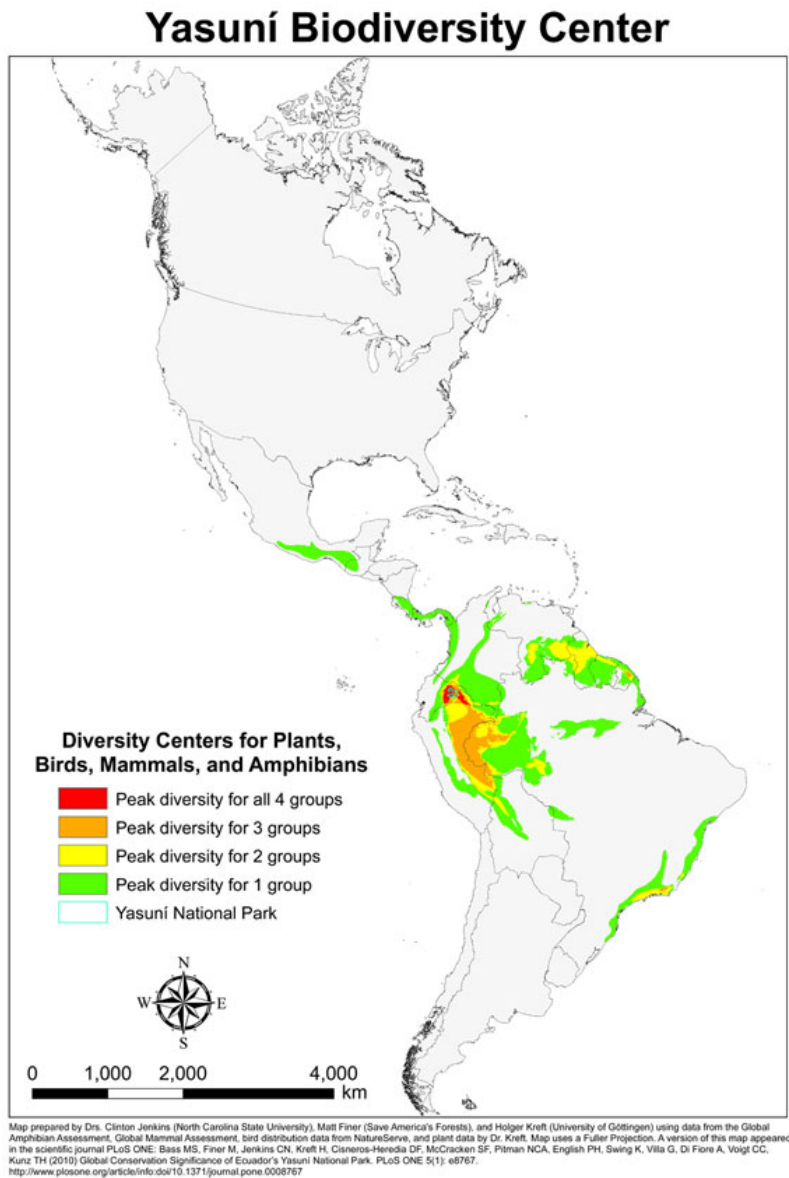 Yasuní Biodiversity Center
Diversity Centers for Plants,
Birds, Mammals, and Amphibians
Peak diversity for all 4 groups
Peak diversity for 3 groups
Peak diversity for 2 groups
Peak diversity for 1 group
Yasuní National Park
N
W E
S
0 1,000 2,000 4,000
km
Map prepared by Drs. Clinton Jenkins (North Carolina State University), Matt Finer (Save America's Forests), and Holger Kreft (University of Göttingen) using data from the Global
Amphibian Assessment, Global Mammal Assessment, bird distribution data from NatureServe, and plant data by Dr. Kreft. Map uses a Fuller Projection. A version of this map appeared
in the scientific journal PLoS ONE: Bass MS, Finer M, Jenkins CN, Kreft H, Cisneros-Heredia DF, McCracken SF, Pitman NCA, English PH, Swing K, Villa G, Di Fiore A, Voigt CC,
Kunz TH (2010) Global Conservation Significance of Ecuador's Yasuní National Park. PLoS ONE 5(1): e8767.
http://www.plosone.org/article/info:doi/10.1371/journal.pone.0008767